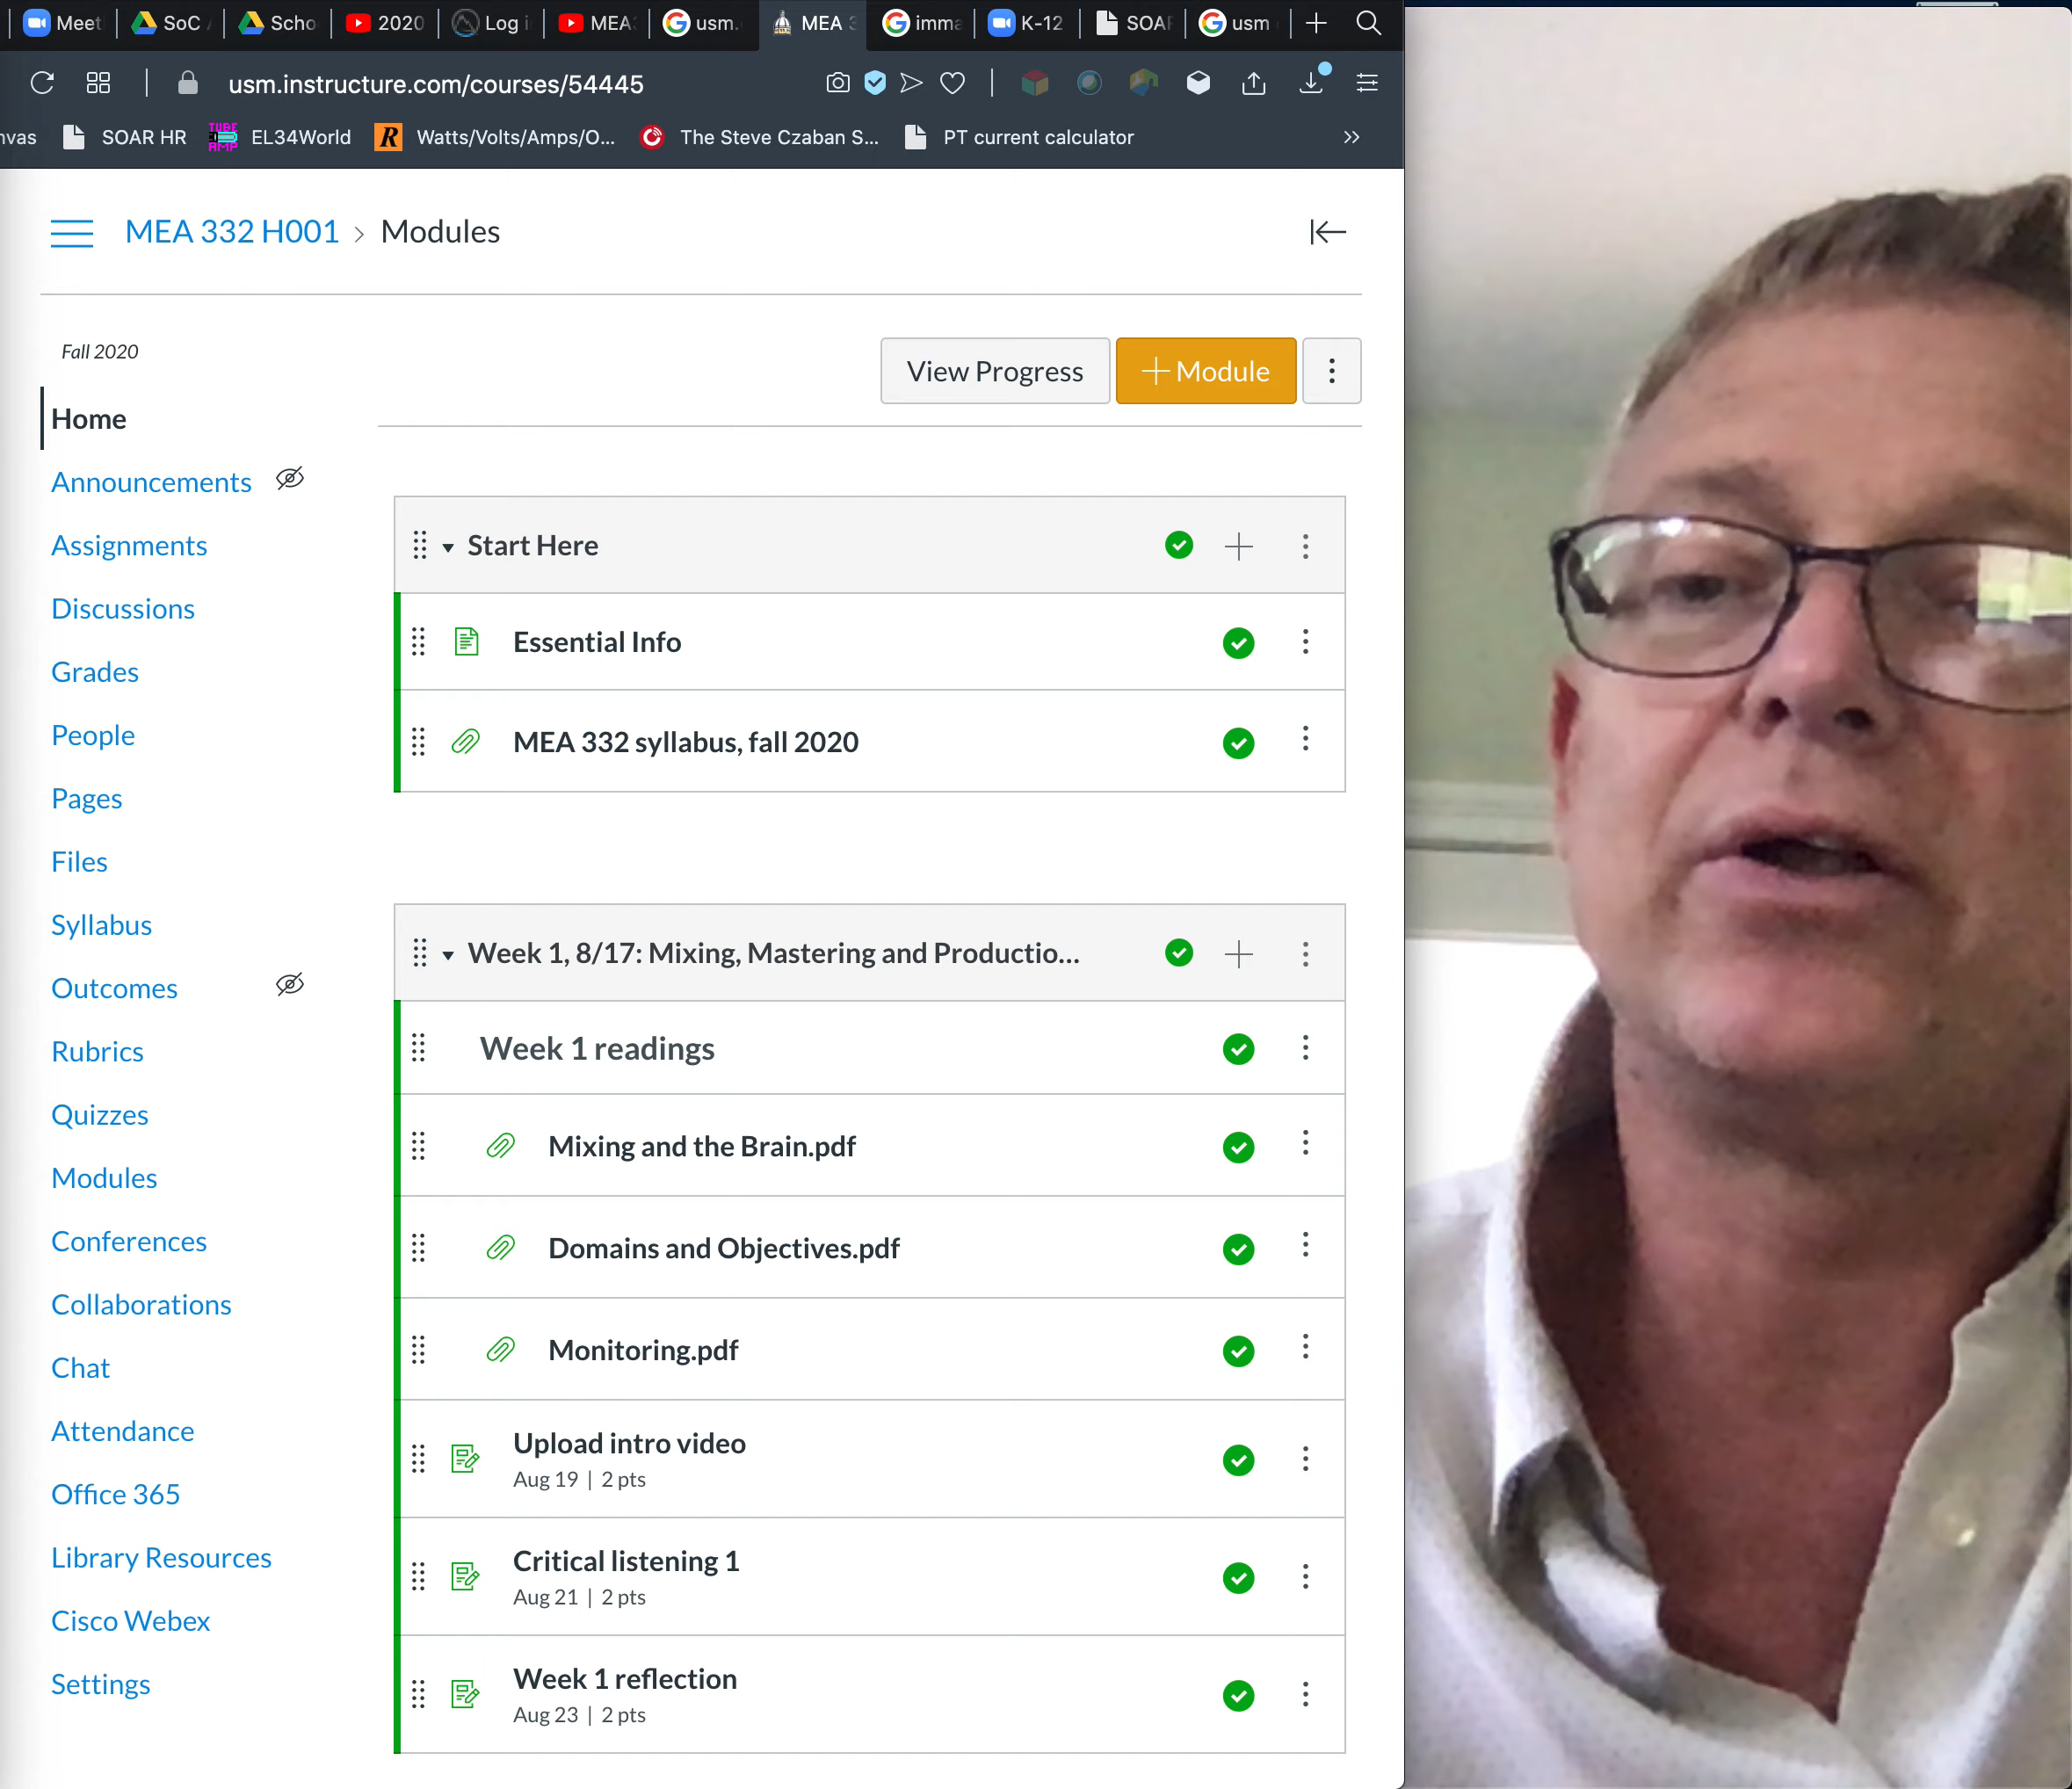 Meet
SoC
Scho
2020
Log i
MEA
usm.
MEA 3
imma
K-12
SOAR
usm
usm.instructure.com/courses/54445
nvas
SOAR HR
TUBE AMP
EL34World
R
Watts/Volts/Amps/O...
The Steve Czaban S...
PT current calculator
MEA 332 H001 > Modules
Fall 2020
View Progress
+ Module
Home
Announcements
Assignments
Discussions
Grades
People
Pages
Files
Syllabus
Outcomes
Rubrics
Quizzes
Modules
Conferences
Collaborations
Chat
Attendance
Office 365
Library Resources
Cisco Webex
Settings
Start Here
Essential Info
MEA 332 syllabus, fall 2020
Week 1, 8/17: Mixing, Mastering and Productio...
Week 1 readings
Mixing and the Brain.pdf
Domains and Objectives.pdf
Monitoring.pdf
Upload intro video
Aug 19 | 2 pts
Critical listening 1
Aug 21 | 2 pts
Week 1 reflection
Aug 23 | 2 pts